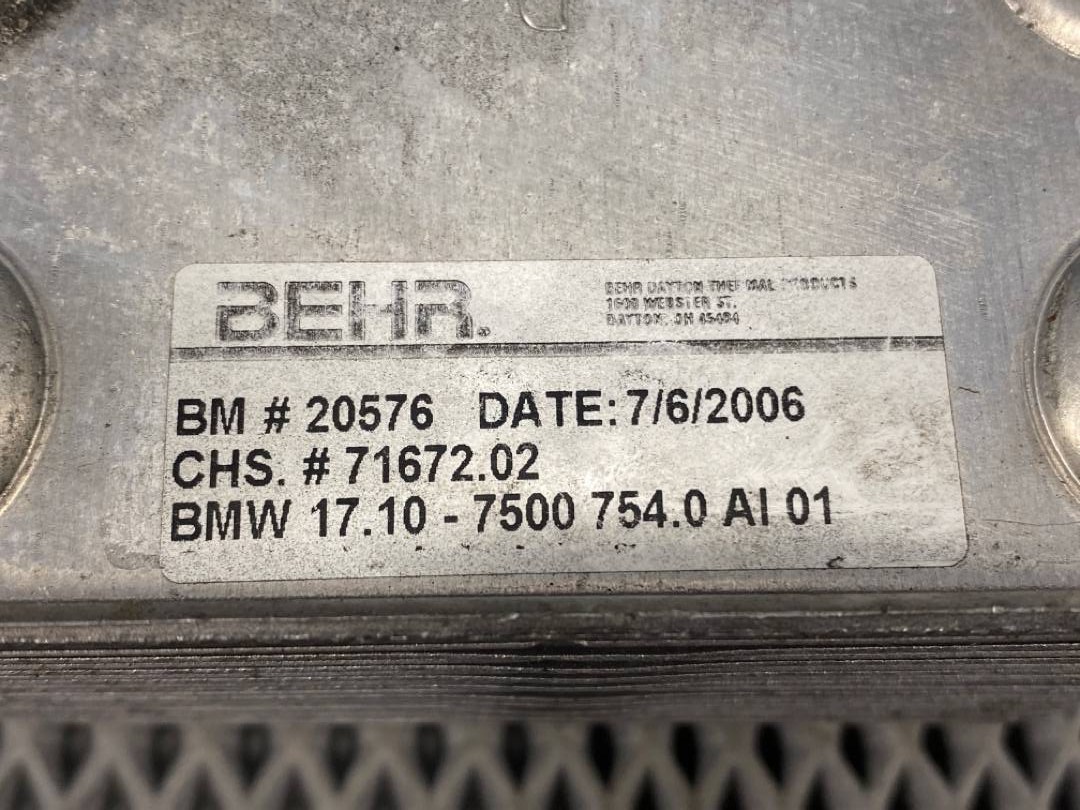 BEHR.
BEHR DAYTON THERMAL PRODUCTS
1600 WEBSTER ST.
DAYTON, OH 45404
BM # 20576 DATE: 7/6/2006
CHS. # 71672.02
BMW 17.10 - 7500 754.0 AI 01